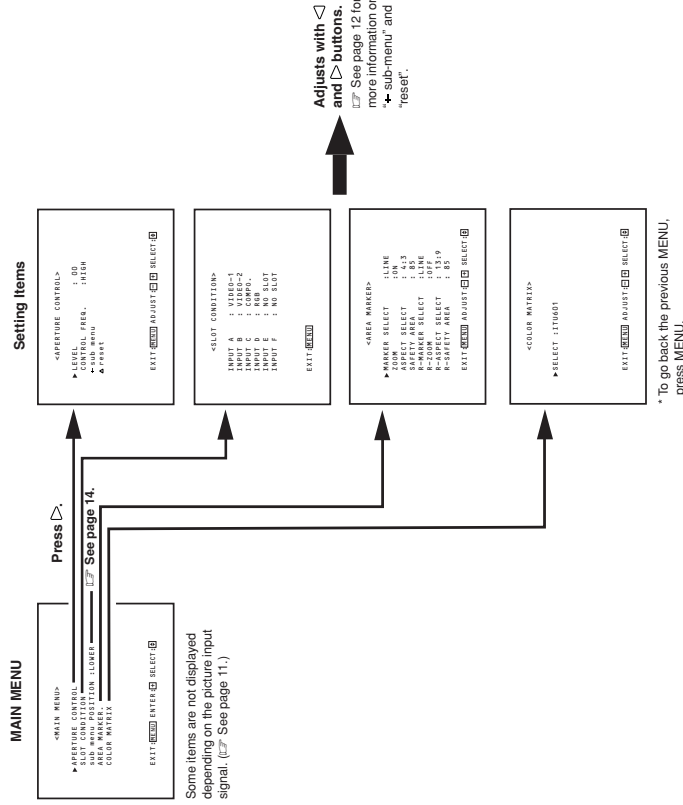 MAIN MENU
<MAIN MENU>
▶APERTURE CONTROL
SLOT CONDITION
sub menu POSITION :LOWER
AREA MARKER.
COLOR MATRIX
EXIT:MENU ENTER:+ SELECT:
Some items are not displayed
depending on the picture input
signal. (☞ See page 11.)
Press ▷.
☞ See page 14.
Setting Items
<APERTURE CONTROL>
▶LEVEL : 00
CONTROL FREQ. :HIGH
← sub menu
reset
EXIT:MENU ADJUST:- + SELECT:
<SLOT CONDITION>
INPUT A : VIDEO-1
INPUT B : VIDEO-2
INPUT C : COMPO.
INPUT D : RGB
INPUT E : NO SLOT
INPUT F : NO SLOT
EXIT:MENU
<AREA MARKER>
▶MARKER SELECT :LINE
ZOOM :ON
ASPECT SELECT : 4:3
SAFETY AREA : 85
R-MARKER SELECT :LINE
R-ZOOM :OFF
R-ASPECT SELECT : 13:9
R-SAFETY AREA : 85
EXIT:MENU ADJUST:- + SELECT:
<COLOR MATRIX>
▶SELECT :ITU601
EXIT:MENU ADJUST:- + SELECT:
* To go back the previous MENU,
press MENU.
Adjusts with ◁
and ▷ buttons.
☞ See page 12 for
more information on
"← sub-menu" and
"reset".